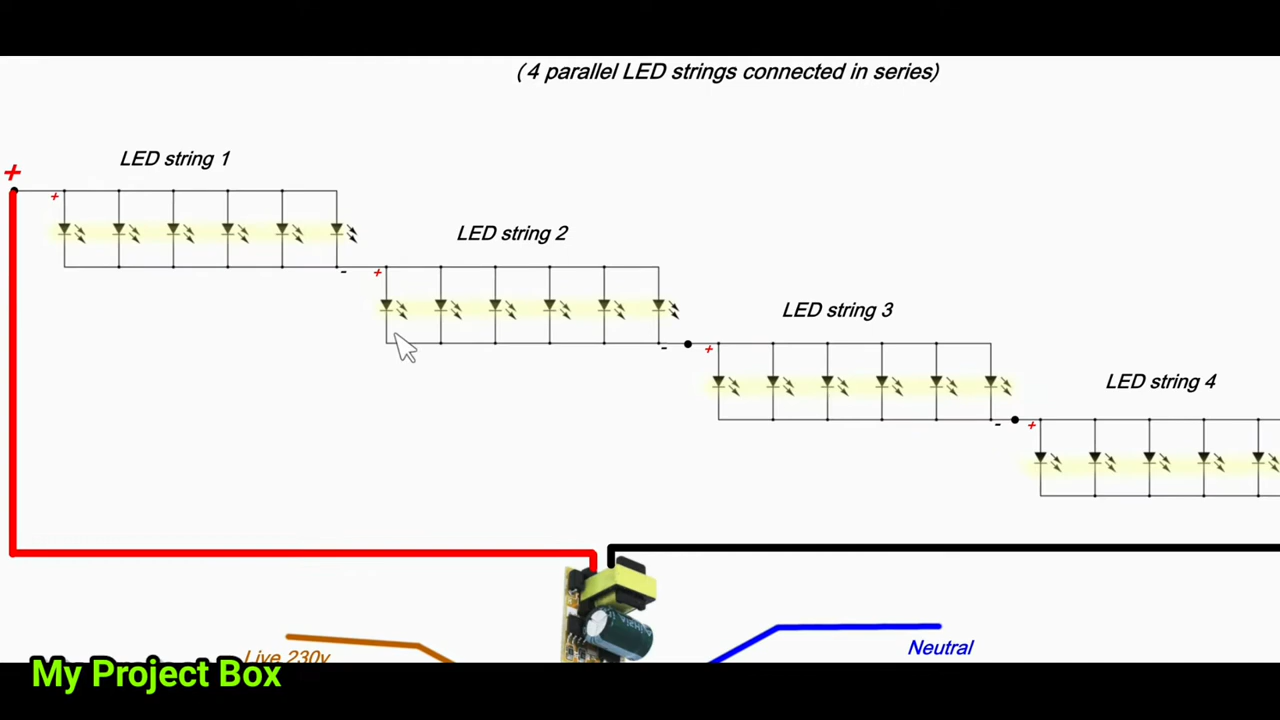 (4 parallel LED strings connected in series)
LED string 1
+
+
-
LED string 2
+
-
LED string 3
+
-
LED string 4
+
Live 230v
Neutral
My Project Box